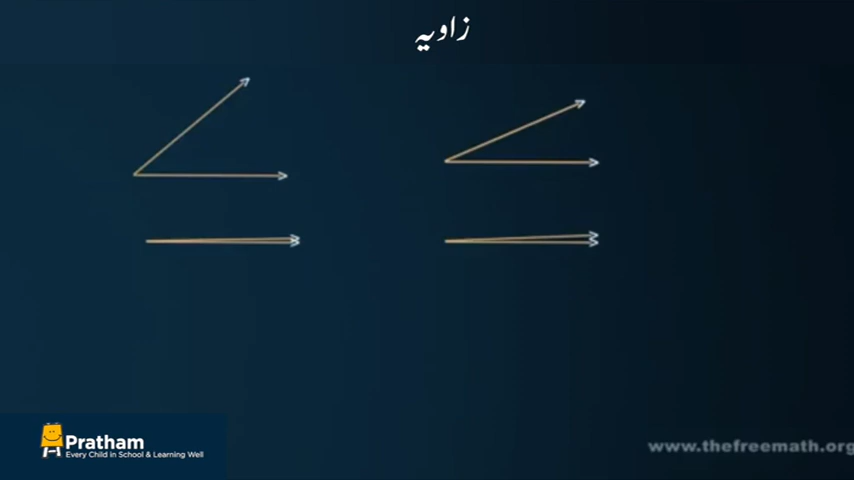 زاویہ
Pratham
Every Child in School & Learning Well
www.thefreemath.org